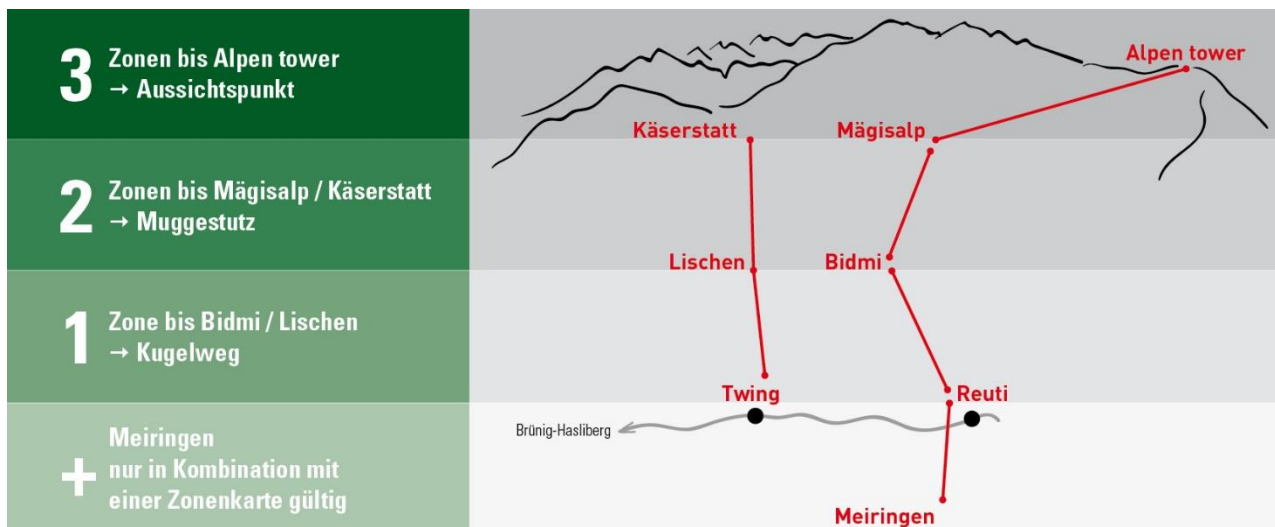 3
Zonen bis Alpen tower
→ Aussichtspunkt
2
Zonen bis Mägisalp / Käserstatt
→ Muggestutz
1
Zone bis Bidmi / Lischen
→ Kugelweg
+
Meiringen
nur in Kombination mit
einer Zonenkarte gültig
Alpen tower
Käserstatt
Mägisalp
Lischen
Bidmi
Twing
Reuti
Brünig-Hasliberg
Meiringen